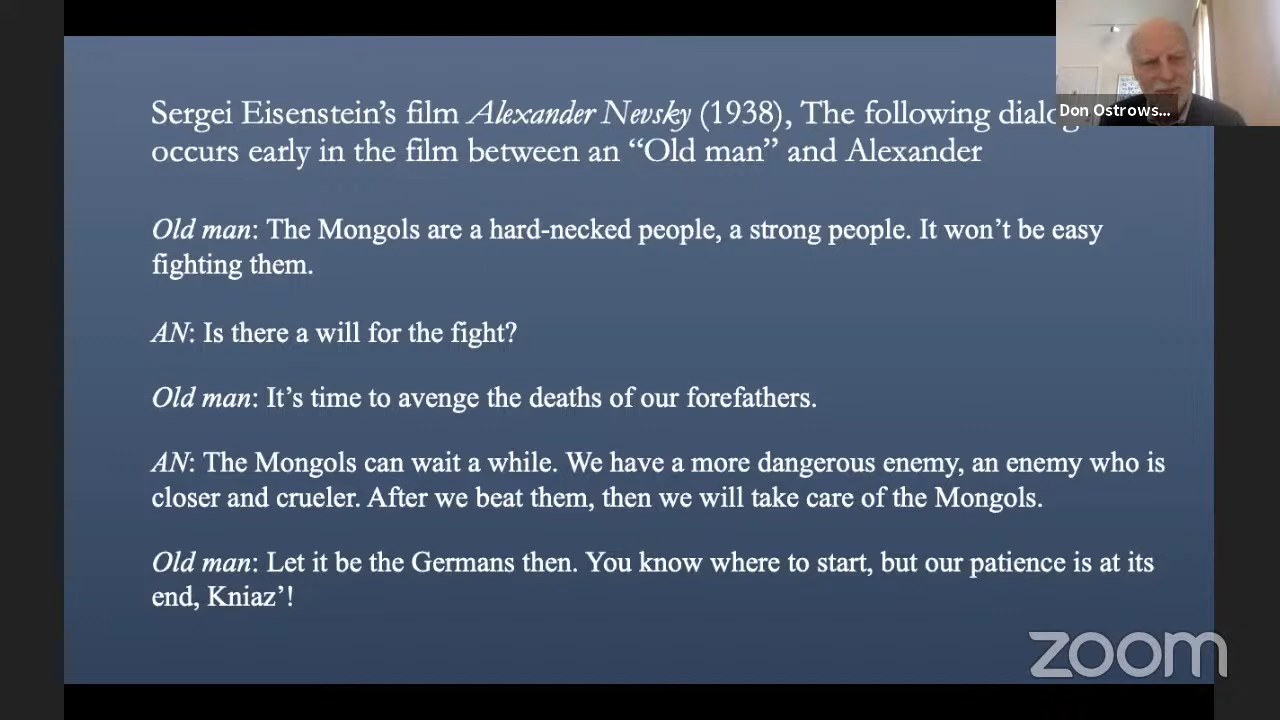 Sergei Eisenstein's film Alexander Nevsky (1938), The following dialog
occurs early in the film between an “Old man” and Alexander
Old man: The Mongols are a hard-necked people, a strong people. It won't be easy
fighting them.
AN: Is there a will for the fight?
Old man: It's time to avenge the deaths of our forefathers.
AN: The Mongols can wait a while. We have a more dangerous enemy, an enemy who is
closer and crueler. After we beat them, then we will take care of the Mongols.
Old man: Let it be the Germans then. You know where to start, but our patience is at its
end, Kniaz'!
Don Ostrows...
zoom